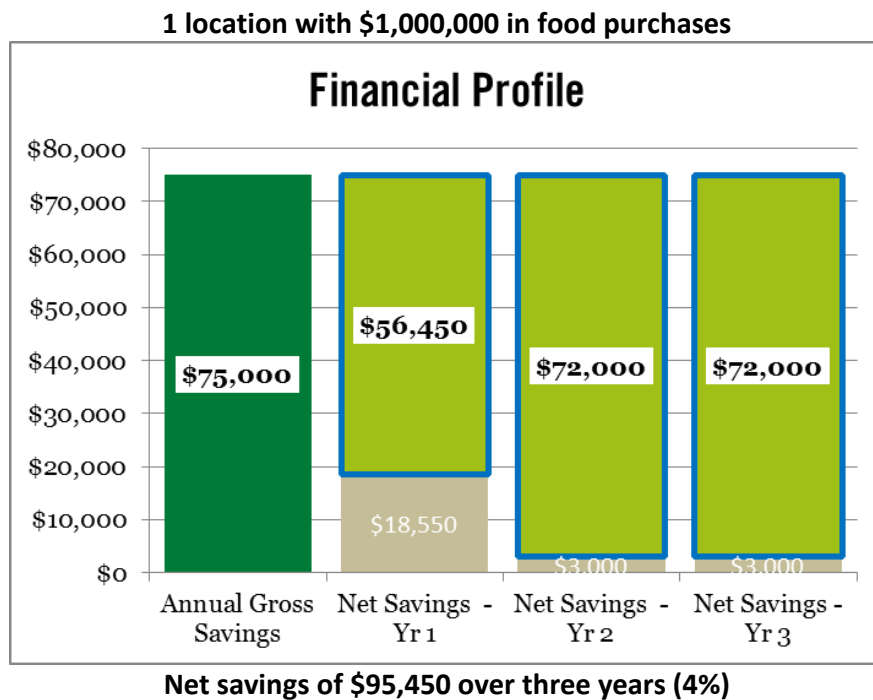 1 location with $1,000,000 in food purchases
Financial Profile
$80,000
$70,000
$60,000
$50,000
$40,000
$30,000
$20,000
$10,000
$0
$75,000
$56,450
$72,000
$72,000
$18,550
$3,000
$3,000
Annual Gross
Savings
Net Savings -
Yr 1
Net Savings -
Yr 2
Net Savings -
Yr 3
Net savings of $95,450 over three years (4%)